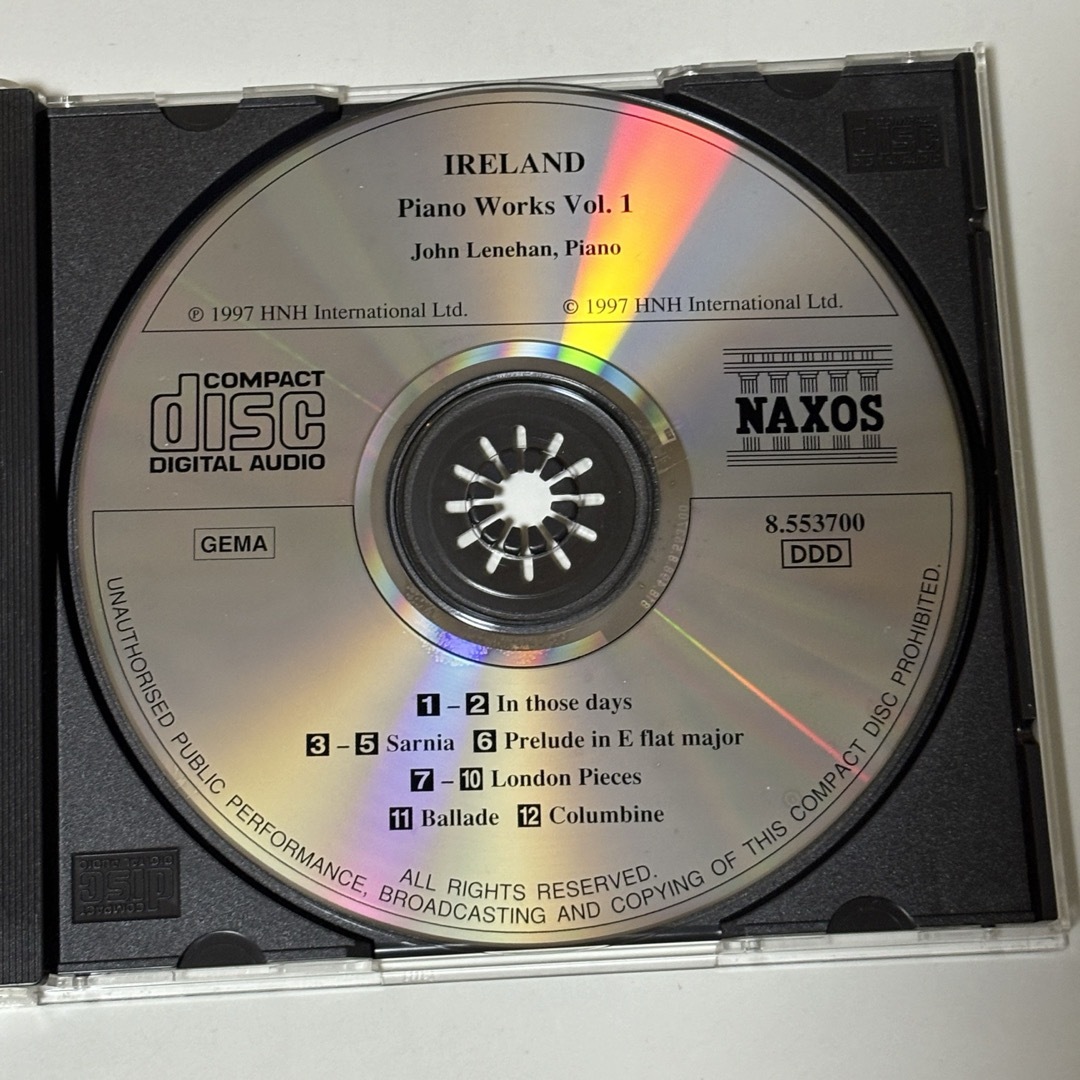 IRELAND
Piano Works Vol. 1
John Lenehan, Piano
℗ 1997 HNH International Ltd.
© 1997 HNH International Ltd.
COMPACT
disc
DIGITAL AUDIO
NAXOS
GEMA
8.553700
DDD
1 – 2 In those days
3 – 5 Sarnia 6 Prelude in E flat major
7 – 10 London Pieces
11 Ballade 12 Columbine
ALL RIGHTS RESERVED.
UNAUTHORISED PUBLIC PERFORMANCE, BROADCASTING AND COPYING OF THIS COMPACT DISC PROHIBITED.